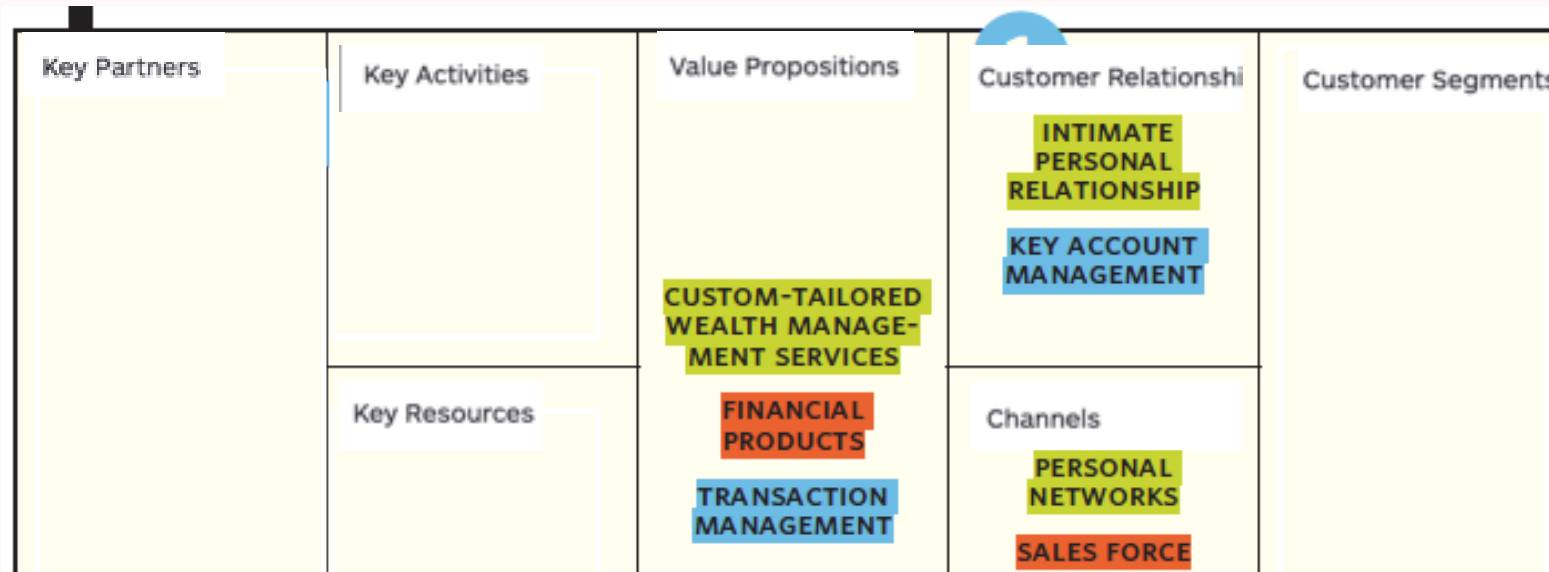 Key Partners
Key Activities
Key Resources
Value Propositions
CUSTOM-TAILORED
WEALTH MANAGE-
MENT SERVICES
FINANCIAL
PRODUCTS
TRANSACTION
MANAGEMENT
Customer Relationshi
INTIMATE
PERSONAL
RELATIONSHIP
KEY ACCOUNT
MANAGEMENT
Channels
PERSONAL
NETWORKS
SALES FORCE
Customer Segments